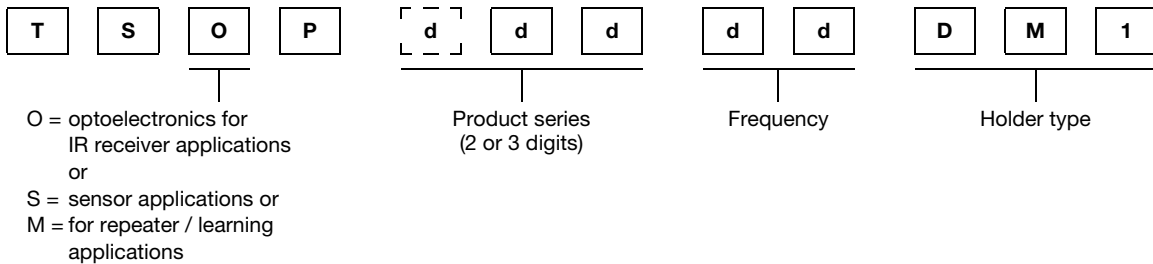 T S O P d d d d d D M 1
O = optoelectronics for
IR receiver applications
or
S = sensor applications or
M = for repeater / learning
applications
Product series
(2 or 3 digits)
Frequency
Holder type